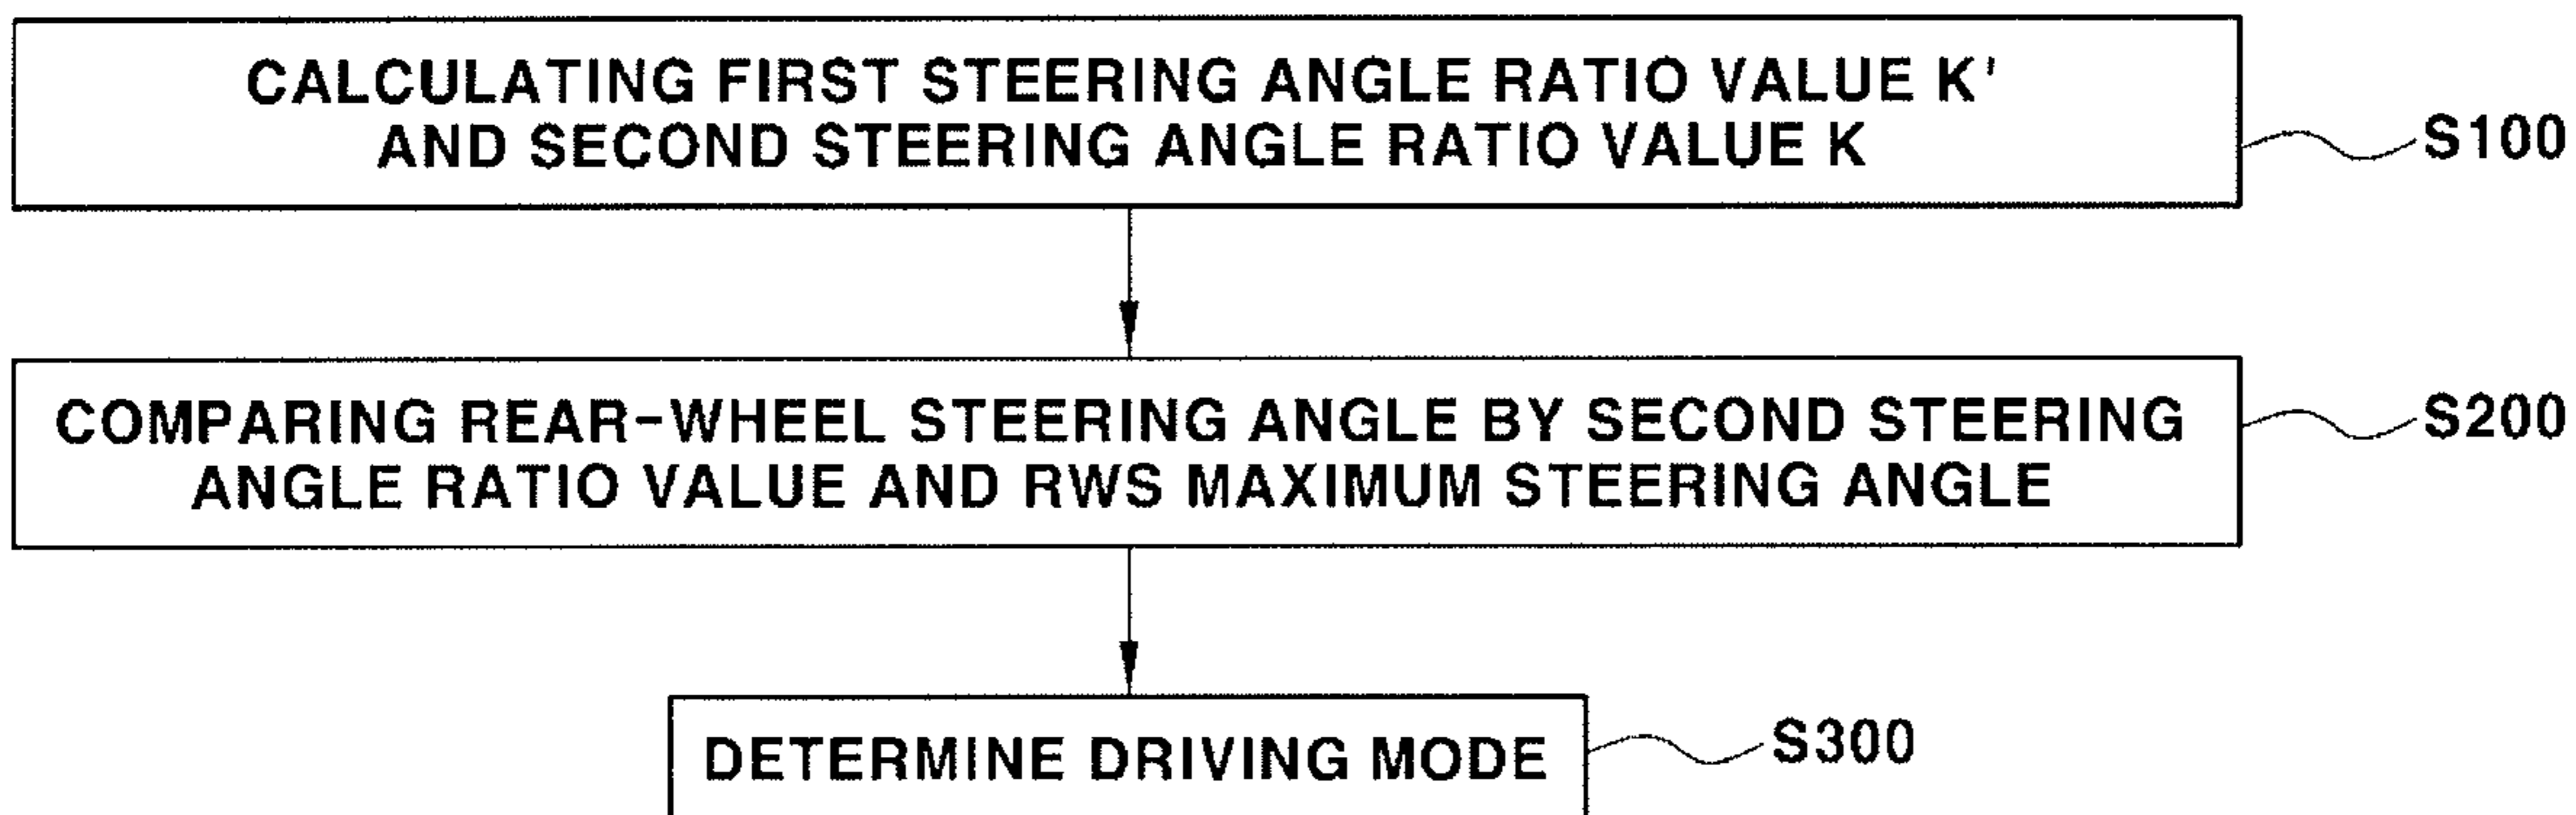 CALCULATING FIRST STEERING ANGLE RATIO VALUE K'
AND SECOND STEERING ANGLE RATIO VALUE K
S100
COMPARING REAR-WHEEL STEERING ANGLE BY SECOND STEERING
ANGLE RATIO VALUE AND RWS MAXIMUM STEERING ANGLE
S200
DETERMINE DRIVING MODE
S300